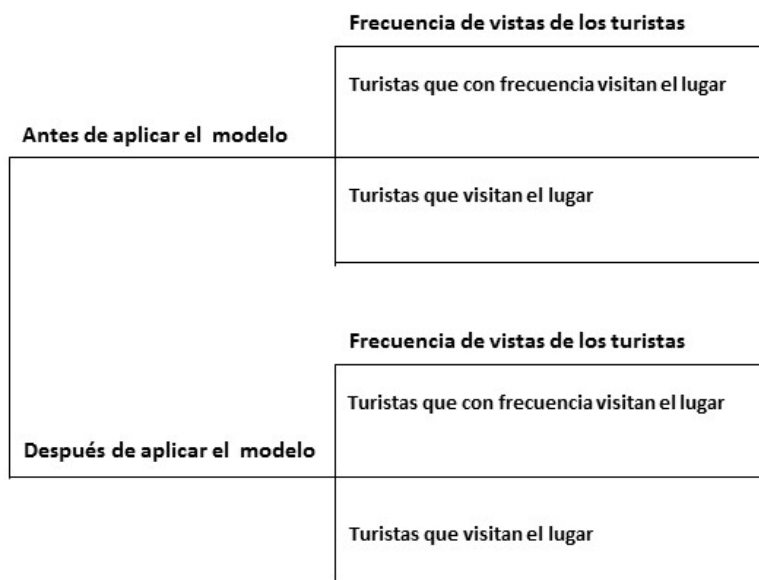 Frecuencia de vistas de los turistas
Turistas que con frecuencia visitan el lugar
Antes de aplicar el modelo
Turistas que visitan el lugar
Frecuencia de vistas de los turistas
Turistas que con frecuencia visitan el lugar
Después de aplicar el modelo
Turistas que visitan el lugar